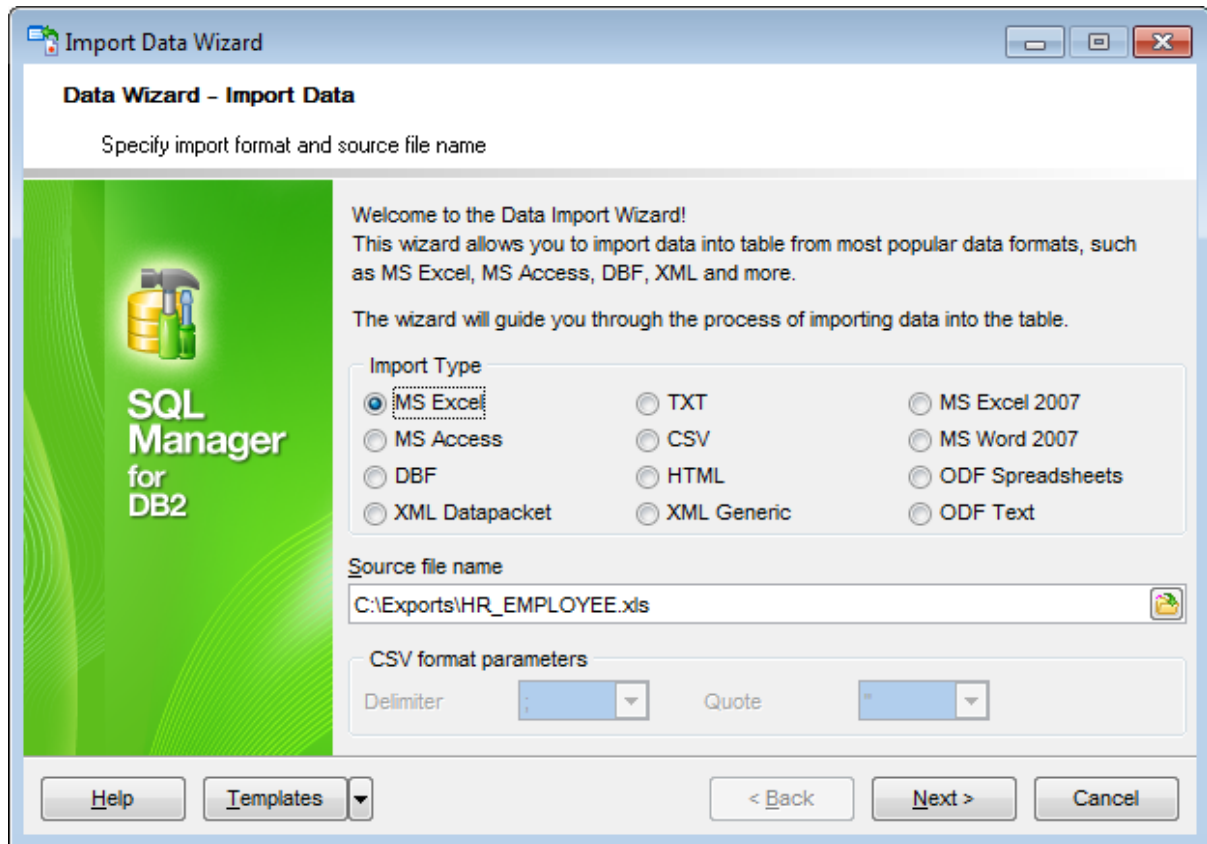 Import Data Wizard
Data Wizard - Import Data
Specify import format and source file name
SQL
Manager
for
DB2
Welcome to the Data Import Wizard!
This wizard allows you to import data into table from most popular data formats, such
as MS Excel, MS Access, DBF, XML and more.
The wizard will guide you through the process of importing data into the table.
Import Type
MS Excel TXT MS Excel 2007
MS Access CSV MS Word 2007
DBF HTML ODF Spreadsheets
XML Datapacket XML Generic ODF Text
Source file name
C:\Exports\HR_EMPLOYEE.xls
CSV format parameters
Delimiter ; Quote "
Help Templates < Back Next > Cancel